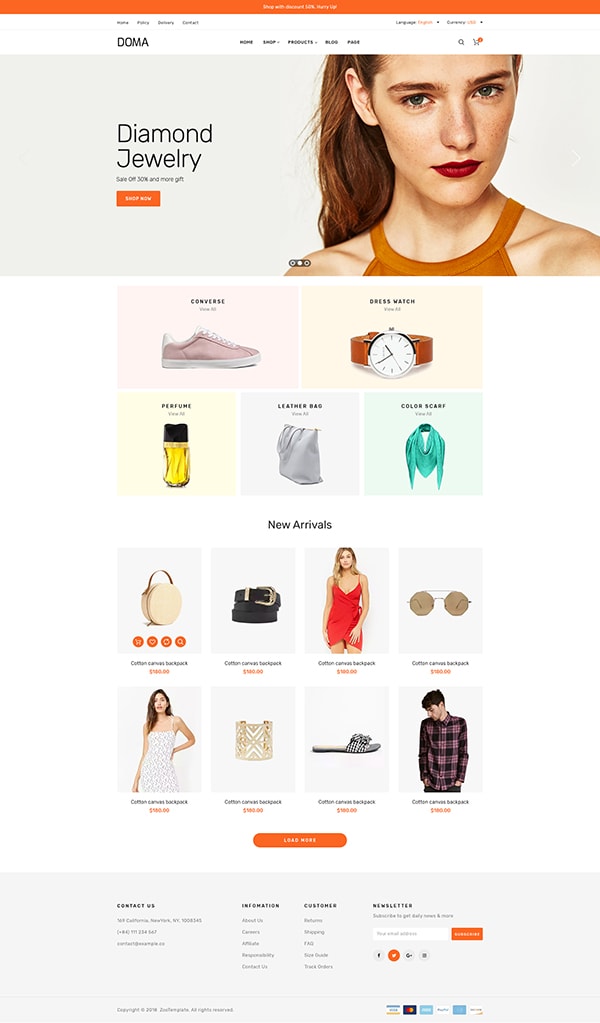 Shop with discount 50%. Hurry Up!
Home Policy Delivery Contact Language: English Currency: USD
DOMA HOME SHOP PRODUCTS BLOG PAGE
Diamond
Jewelry
Sale Off 30% and more gift
SHOP NOW
CONVERSE
View All
DRESS WATCH
View All
PERFUME
View All
LEATHER BAG
View All
COLOR SCARF
View All
New Arrivals
Cotton canvas backpack
$180.00
Cotton canvas backpack
$180.00
Cotton canvas backpack
$180.00
Cotton canvas backpack
$180.00
Cotton canvas backpack
$180.00
Cotton canvas backpack
$180.00
Cotton canvas backpack
$180.00
Cotton canvas backpack
$180.00
LOAD MORE
CONTACT US
169 California, NewYork, NY, 1008345
(+84) 111 234 567
contact@example.co
INFOMATION
About Us
Careers
Affiliate
Responsibility
Contact Us
CUSTOMER
Returns
Shipping
FAQ
Size Guide
Track Orders
NEWSLETTER
Subscribe to get daily news & more
Your email address SUBSCRIBE
Copyright © 2018 ZooTemplate. All rights reserved.
VISA PayPal